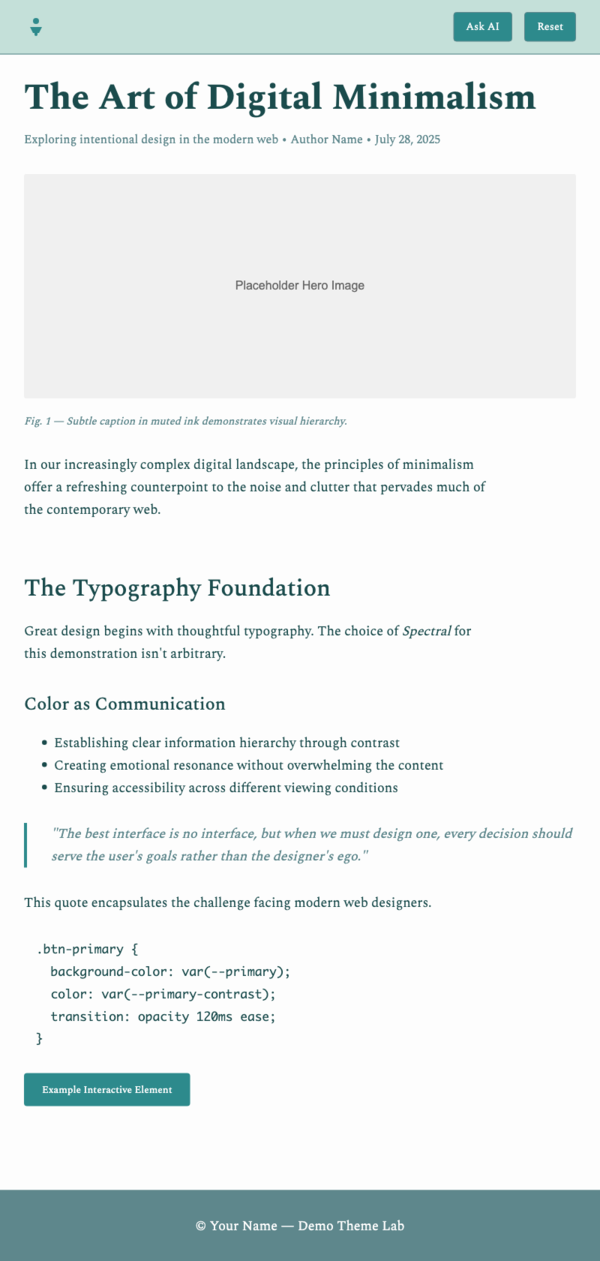 Ask AI
Reset
The Art of Digital Minimalism
Exploring intentional design in the modern web • Author Name • July 28, 2025
Placeholder Hero Image
Fig. 1 — Subtle caption in muted ink demonstrates visual hierarchy.
In our increasingly complex digital landscape, the principles of minimalism
offer a refreshing counterpoint to the noise and clutter that pervades much of
the contemporary web.
The Typography Foundation
Great design begins with thoughtful typography. The choice of Spectral for
this demonstration isn't arbitrary.
Color as Communication
• Establishing clear information hierarchy through contrast
• Creating emotional resonance without overwhelming the content
• Ensuring accessibility across different viewing conditions
"The best interface is no interface, but when we must design one, every decision should
serve the user's goals rather than the designer's ego."
This quote encapsulates the challenge facing modern web designers.
.btn-primary {
  background-color: var(--primary);
  color: var(--primary-contrast);
  transition: opacity 120ms ease;
}
Example Interactive Element
© Your Name — Demo Theme Lab